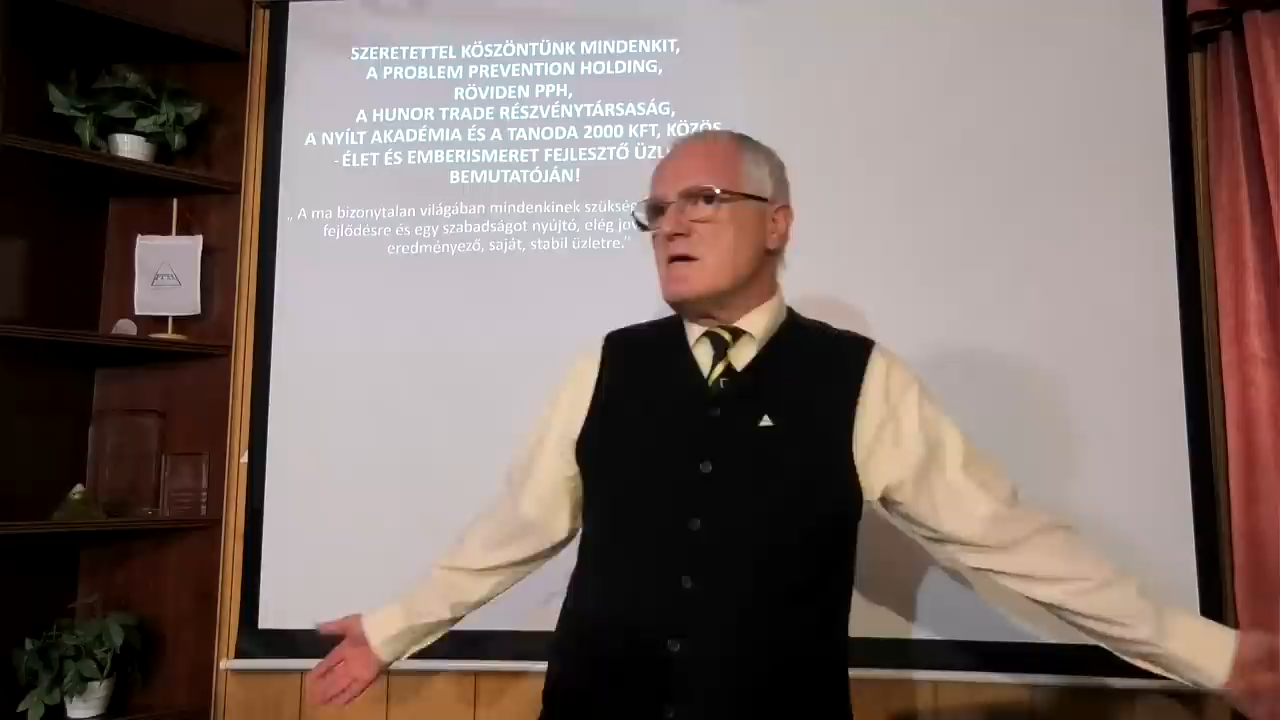 SZERETETTEL KÖSZÖNTÜNK MINDENKIT,
A PROBLEM PREVENTION HOLDING,
RÖVIDEN PPH,
A HUNOR TRADE RÉSZVÉNYTÁRSASÁG,
A NYÍLT AKADÉMIA ÉS A TANODA 2000 KFT, KÖZÖS
- ÉLET ÉS EMBERISMERET FEJLESZTŐ
BEMUTATÓJÁN!
„ A ma bizonytalan világában mindenkinek
fejlődésre és egy szabadságot nyújtó, elég
eredményező, saját, stabil üzletre.”
PPH